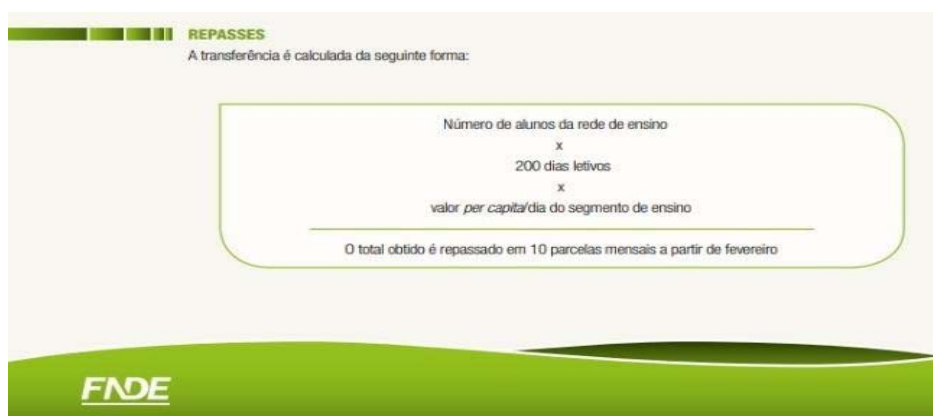 REPASSES
A transferência é calculada da seguinte forma:
Número de alunos da rede de ensino
x
200 dias letivos
x
valor per capita/dia do segmento de ensino
O total obtido é repassado em 10 parcelas mensais a partir de fevereiro
FNDE